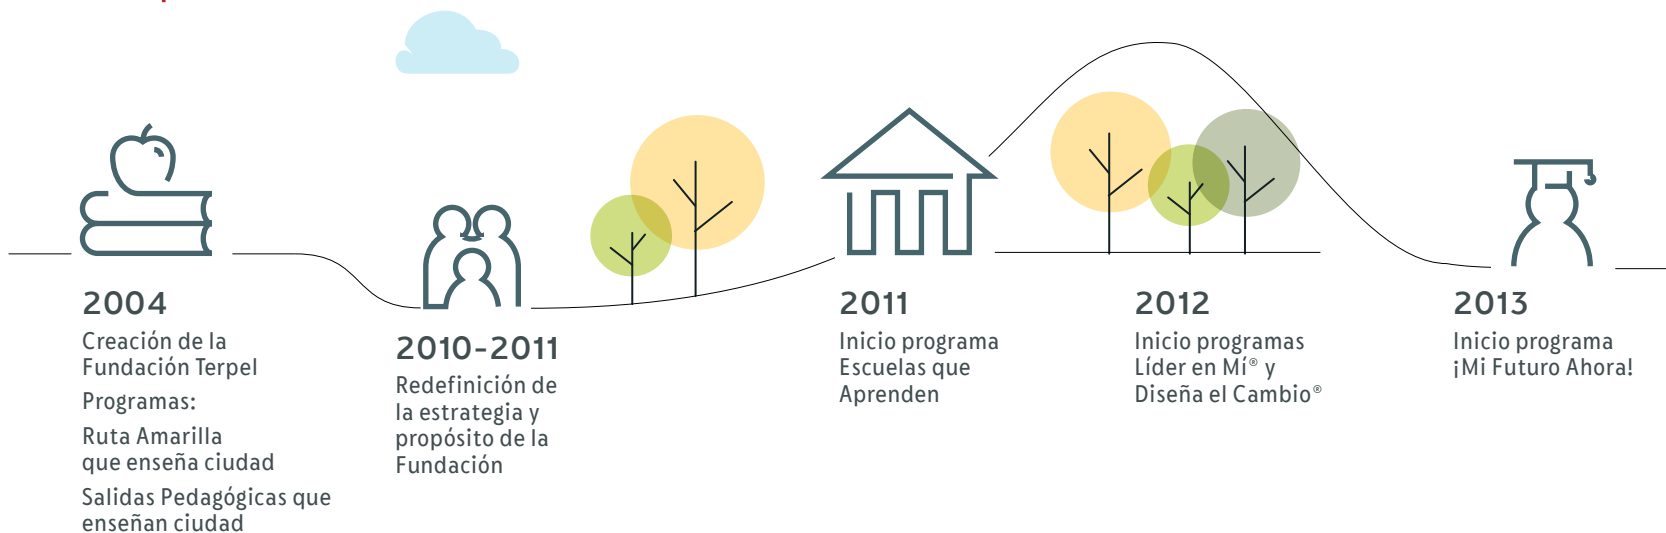 2004
Creación de la
Fundación Terpel
Programas:
Ruta Amarilla
que enseña ciudad
Salidas Pedagógicas que
enseñan ciudad
2010-2011
Redefinición de
la estrategia y
propósito de la
Fundación
2011
Inicio programa
Escuelas que
Aprenden
2012
Inicio programas
Líder en Mí® y
Diseña el Cambio®
2013
Inicio programa
¡Mi Futuro Ahora!